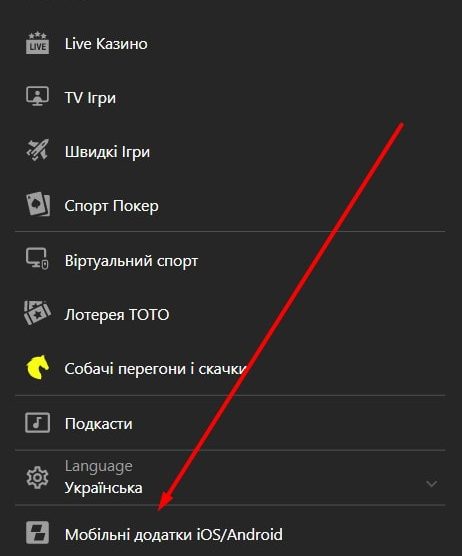 LIVE
Live Казино
TV Ігри
Швидкі Ігри
Спорт Покер
Віртуальний спорт
Лотерея TOTO
Собачі перегони і скачки
Подкасти
Language
Українська
Мобільні додатки iOS/Android